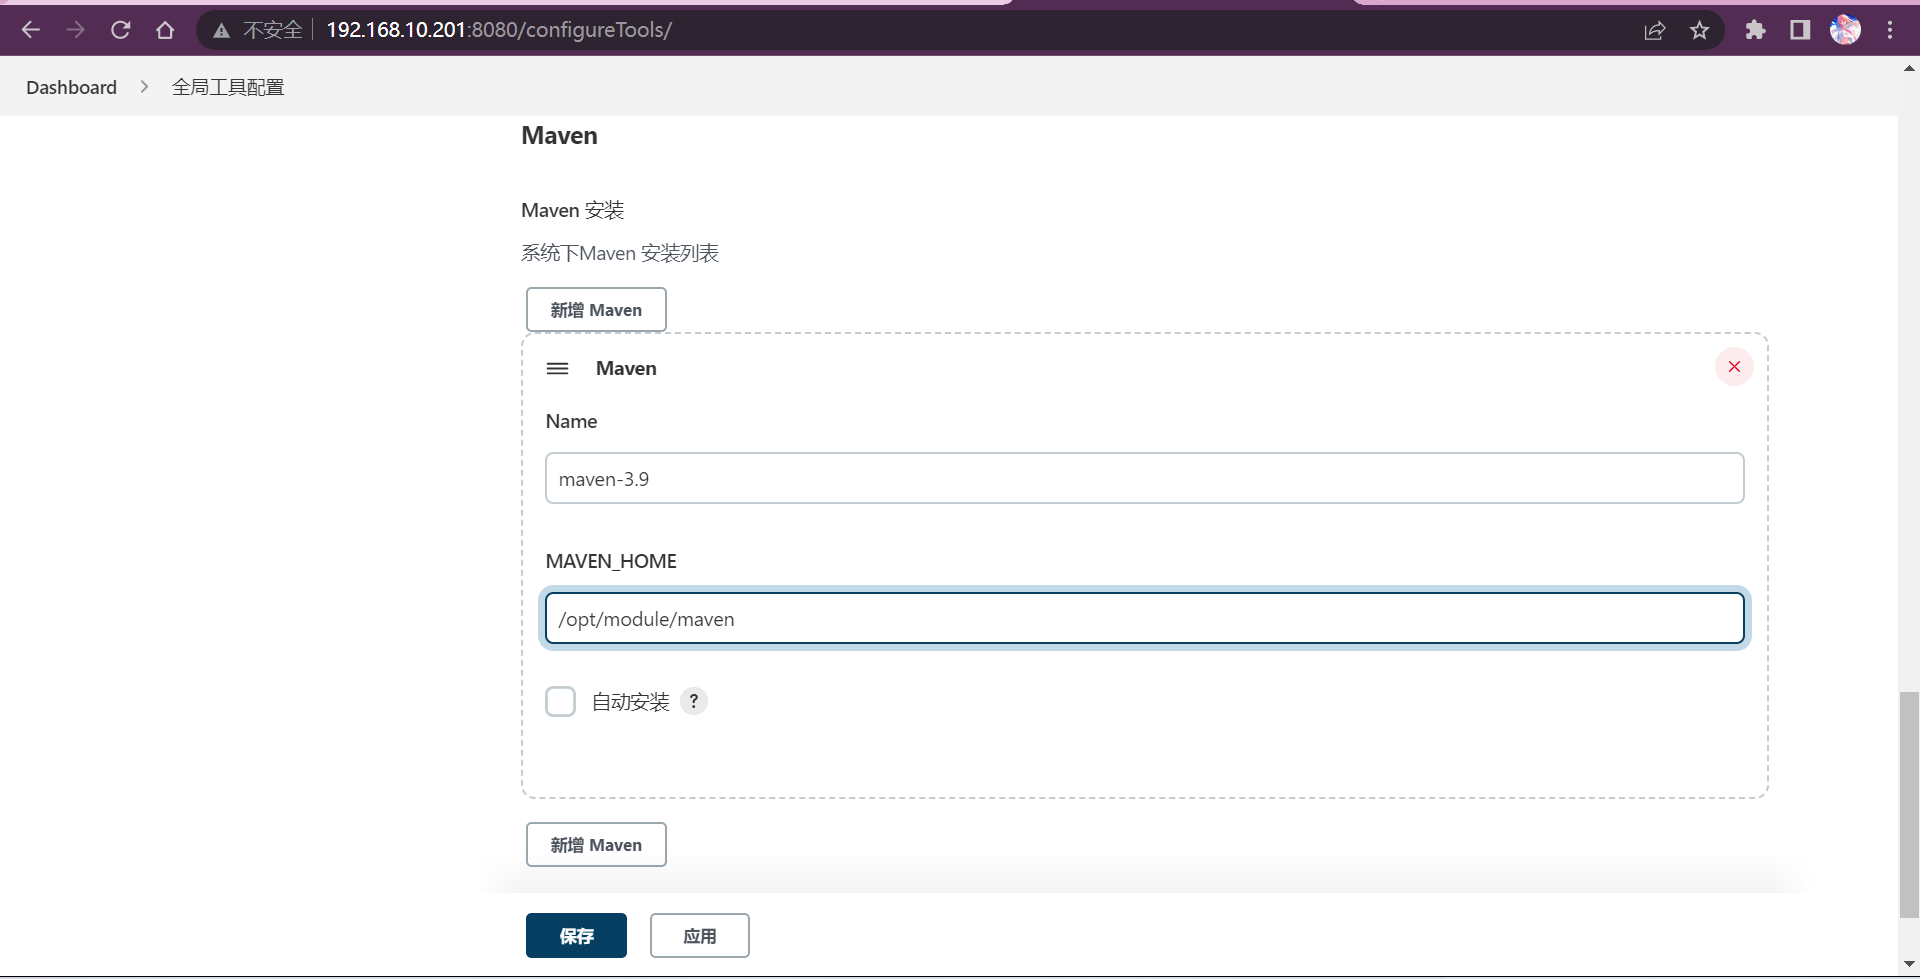 不安全 192.168.10.201:8080/configureTools/
Dashboard 全局工具配置
Maven
Maven 安装
系统下Maven 安装列表
新增 Maven
Maven
Name
maven-3.9
MAVEN_HOME
/opt/module/maven
自动安装 ?
新增 Maven
保存 应用